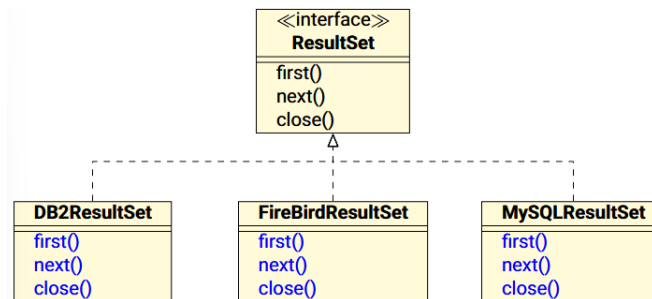 ≪interface≫
ResultSet
first()
next()
close()
DB2ResultSet
first()
next()
close()
FireBirdResultSet
first()
next()
close()
MySQLResultSet
first()
next()
close()